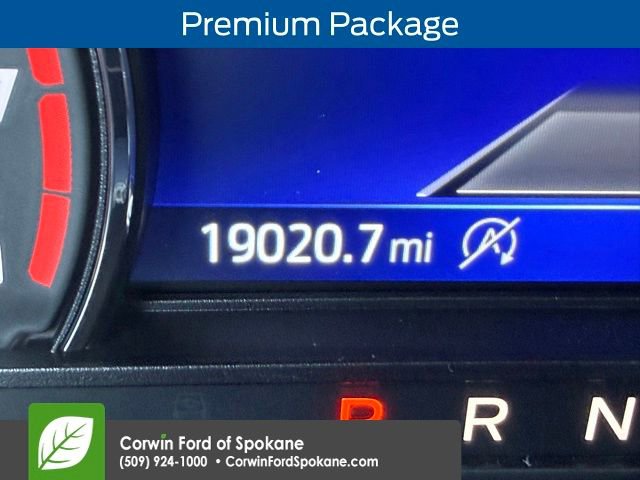 Premium Package
19020.7 mi
P R N
Corwin Ford of Spokane
(509) 924-1000 • CorwinFordSpokane.com